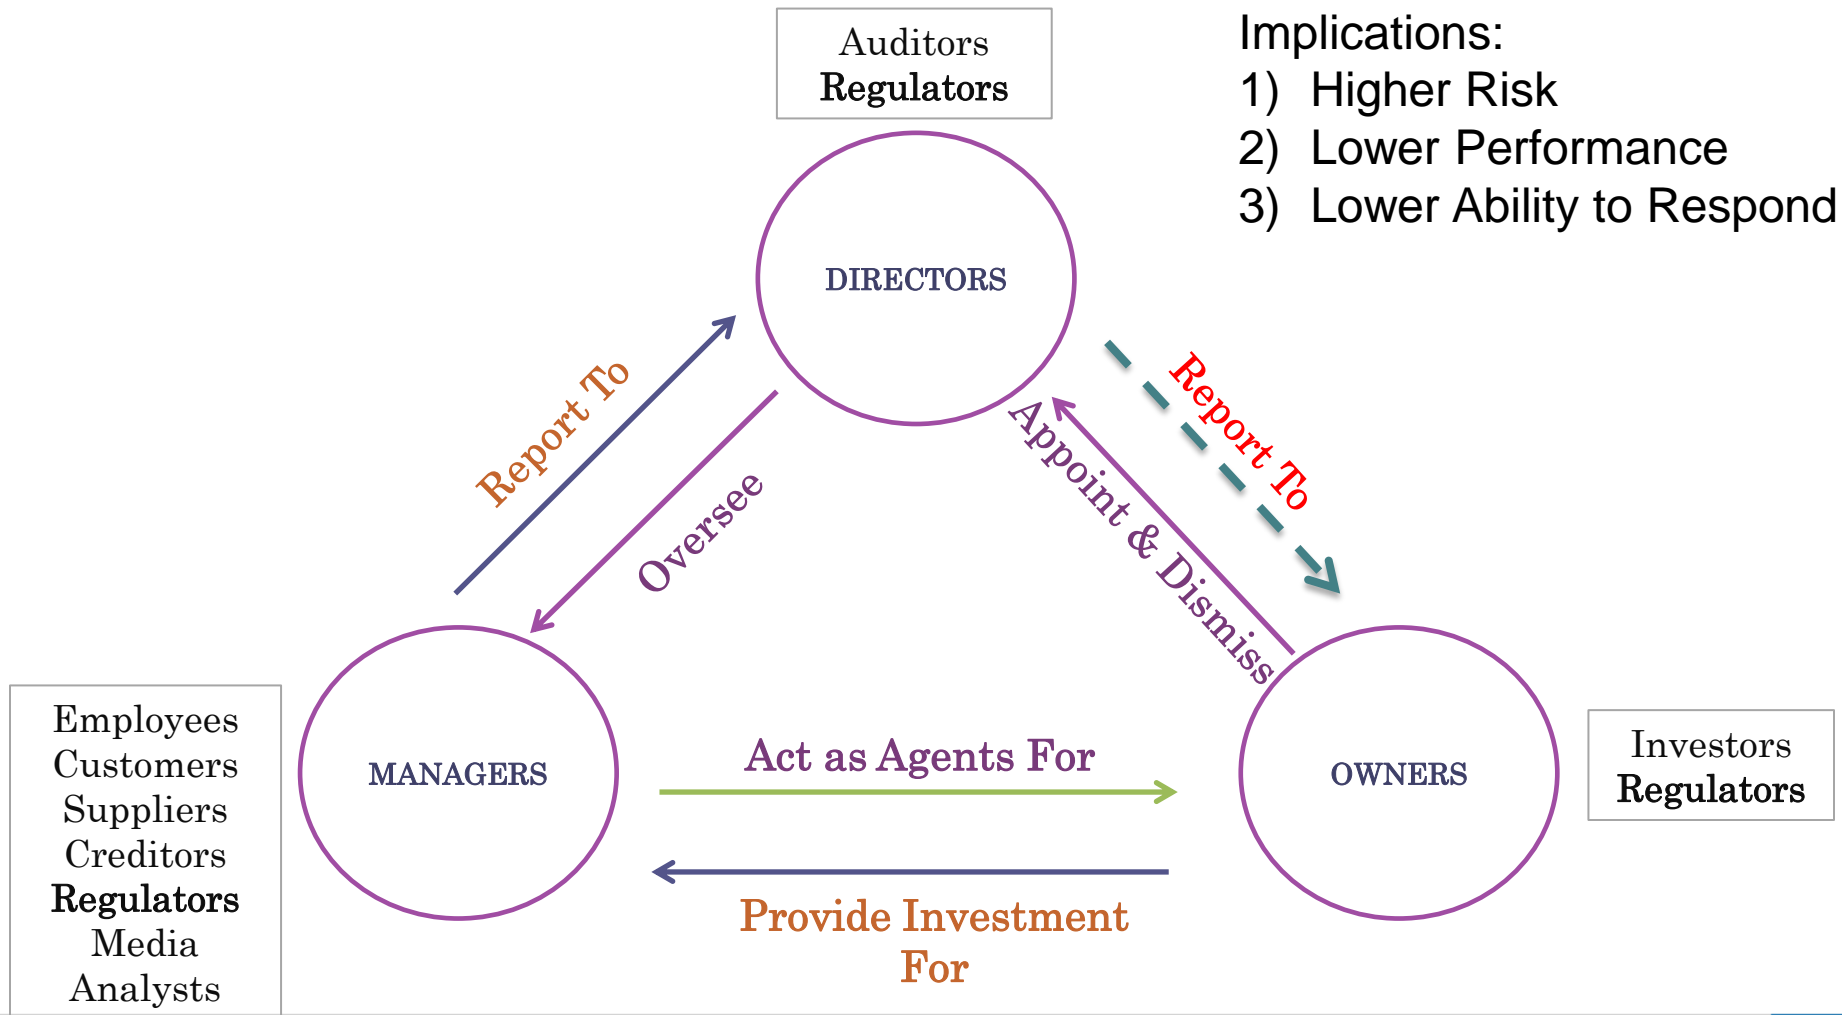 Auditors
Regulators
Implications:
1) Higher Risk
2) Lower Performance
3) Lower Ability to Respond
DIRECTORS
Report To
Oversee
Report To
Appoint & Dismiss
Employees
Customers
Suppliers
Creditors
Regulators
Media
Analysts
MANAGERS
Act as Agents For
Provide Investment
For
OWNERS
Investors
Regulators